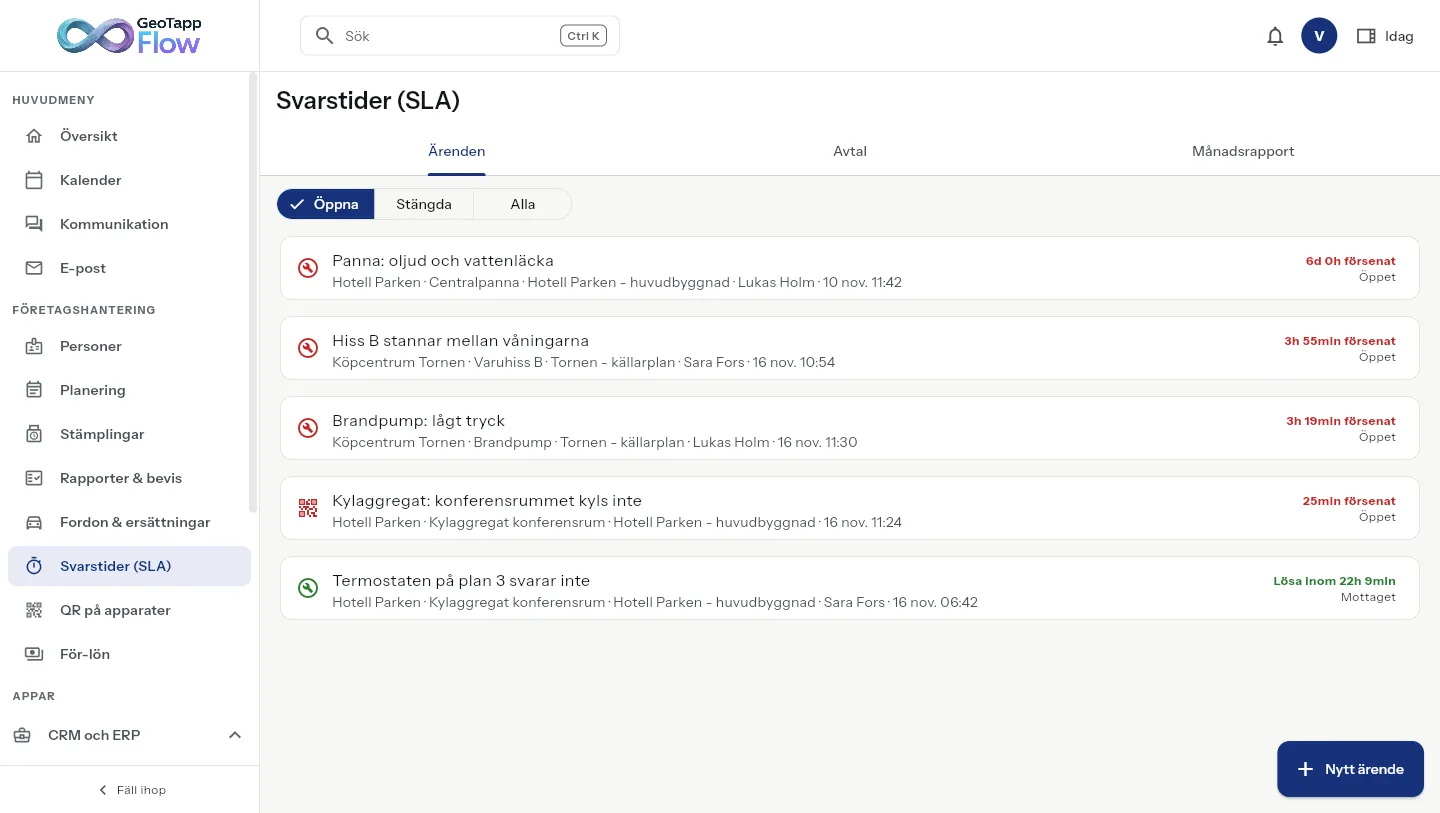 GeoTapp
Flow
Sök
Ctrl K
V
Idag
HUVUDMENY
Översikt
Kalender
Kommunikation
E-post
FÖRETAGSHANTERING
Personer
Planering
Stämplingar
Rapporter & bevis
Fordon & ersättningar
Svarstider (SLA)
QR på apparater
För-lön
APPAR
CRM och ERP
Fäll ihop
Svarstider (SLA)
Ärenden
Avtal
Månadsrapport
Öppna
Stängda
Alla
Panna: oljud och vattenläcka
Hotell Parken · Centralpanna · Hotell Parken – huvudbyggnad · Lukas Holm · 10 nov. 11:42
6d 0h försenat
Öppet
Hiss B stannar mellan våningarna
Köpcentrum Tornen · Varuhiss B · Tornen – källarplan · Sara Fors · 16 nov. 10:54
3h 55min försenat
Öppet
Brandpump: lågt tryck
Köpcentrum Tornen · Brandpump · Tornen – källarplan · Lukas Holm · 16 nov. 11:30
3h 19min försenat
Öppet
Kylaggregat: konferensrummet kyls inte
Hotell Parken · Kylaggregat konferensrum · Hotell Parken – huvudbyggnad · 16 nov. 11:24
25min försenat
Öppet
Termostaten på plan 3 svarar inte
Hotell Parken · Kylaggregat konferensrum · Hotell Parken – huvudbyggnad · Sara Fors · 16 nov. 06:42
Lösa inom 22h 9min
Mottaget
Nytt ärende